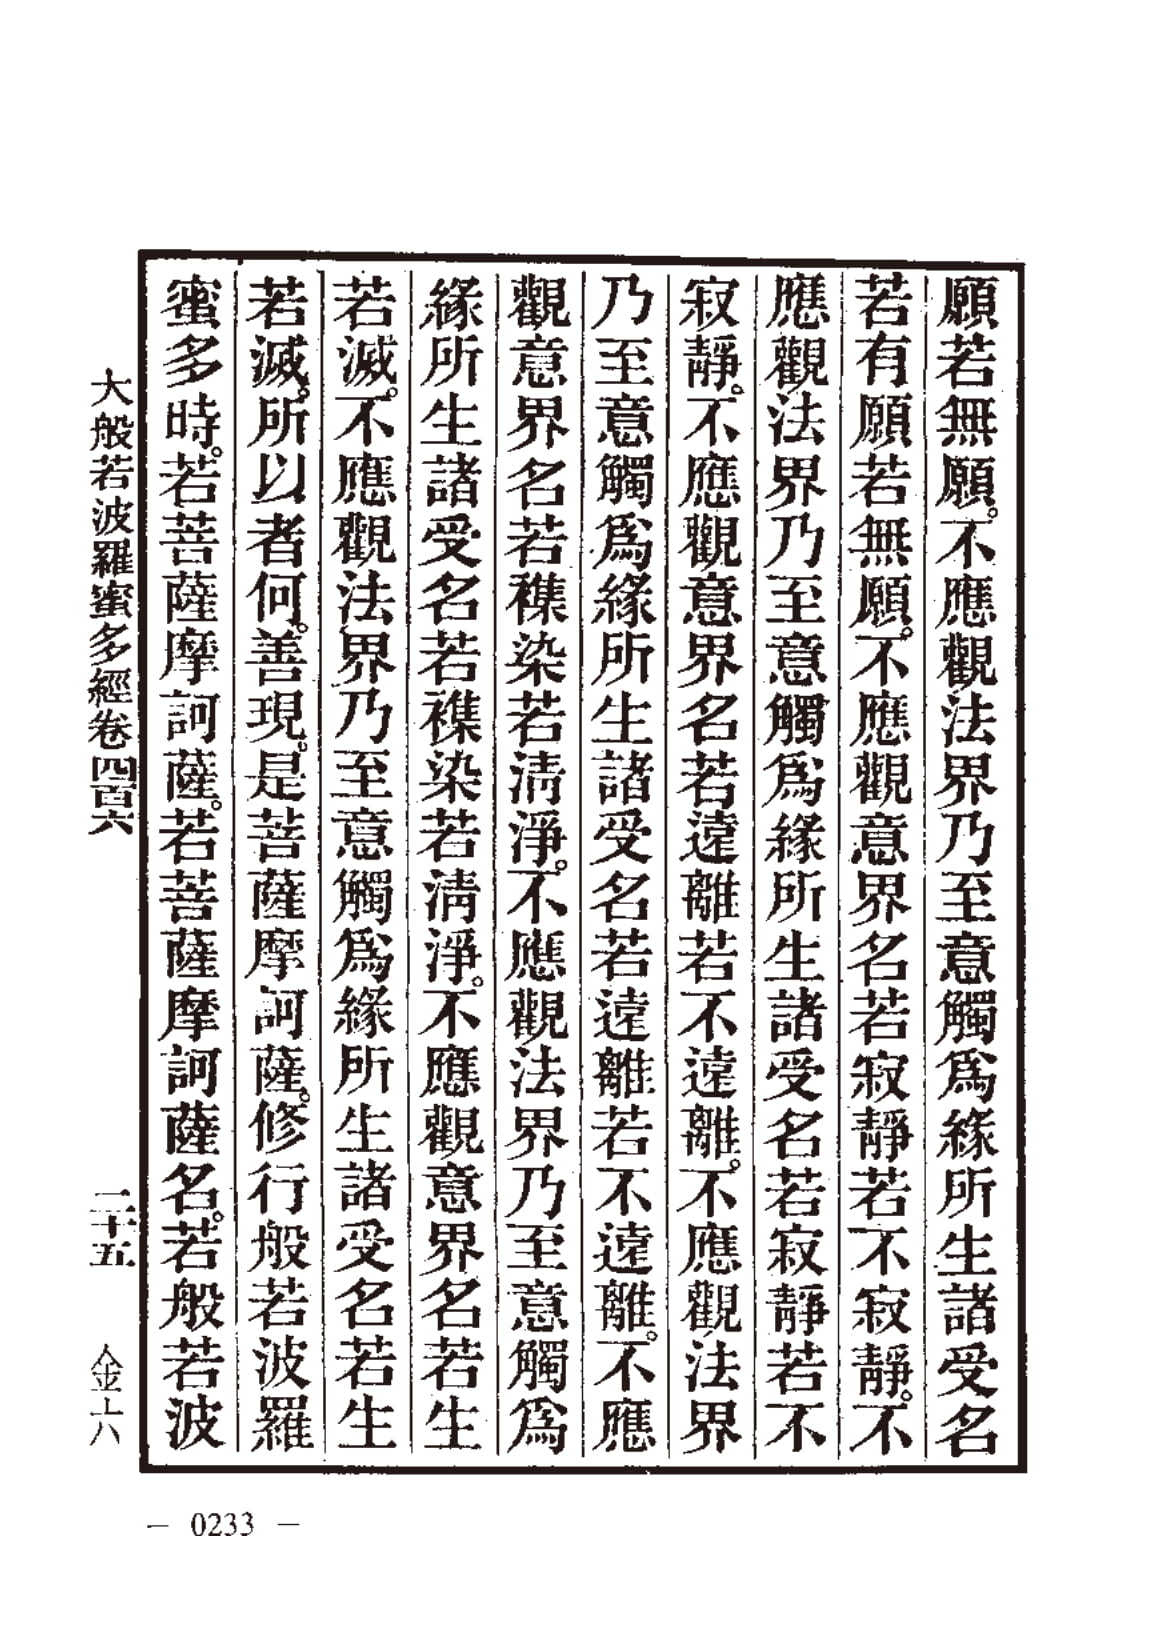 願若無願。不應觀法界乃至意觸爲緣所生諸受名
若有願若無願。不應觀意界名若寂靜若不寂靜。不
應觀法界乃至意觸爲緣所生諸受名若寂靜若不
寂靜。不應觀意界名若遠離若不遠離。不應觀法界
乃至意觸爲緣所生諸受名若遠離若不遠離。不應
觀意界名若襍染若淸淨。不應觀法界乃至意觸爲
緣所生諸受名若襍染若淸淨。不應觀意界名若生
若滅。不應觀法界乃至意觸爲緣所生諸受名若生
若滅。所以者何。善現。是菩薩摩訶薩。修行般若波羅
蜜多時。若菩薩摩訶薩。若菩薩摩訶薩名。若般若波
大般若波羅蜜多經卷四百六 二十五 金六
— 0233 —